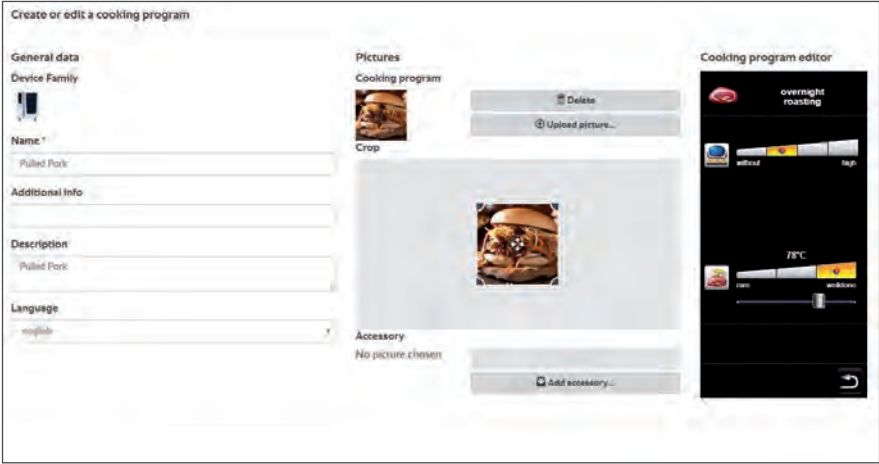 Create or edit a cooking program
General data
Device Family
Name *
Pulled Pork
Additional info
Description
Pulled Pork
Language
english
Pictures
Cooking program
Delete
Upload picture...
Crop
Accessory
No picture chosen
Add accessory...
Cooking program editor
overnight
roasting
without high
78°C
rare welldone